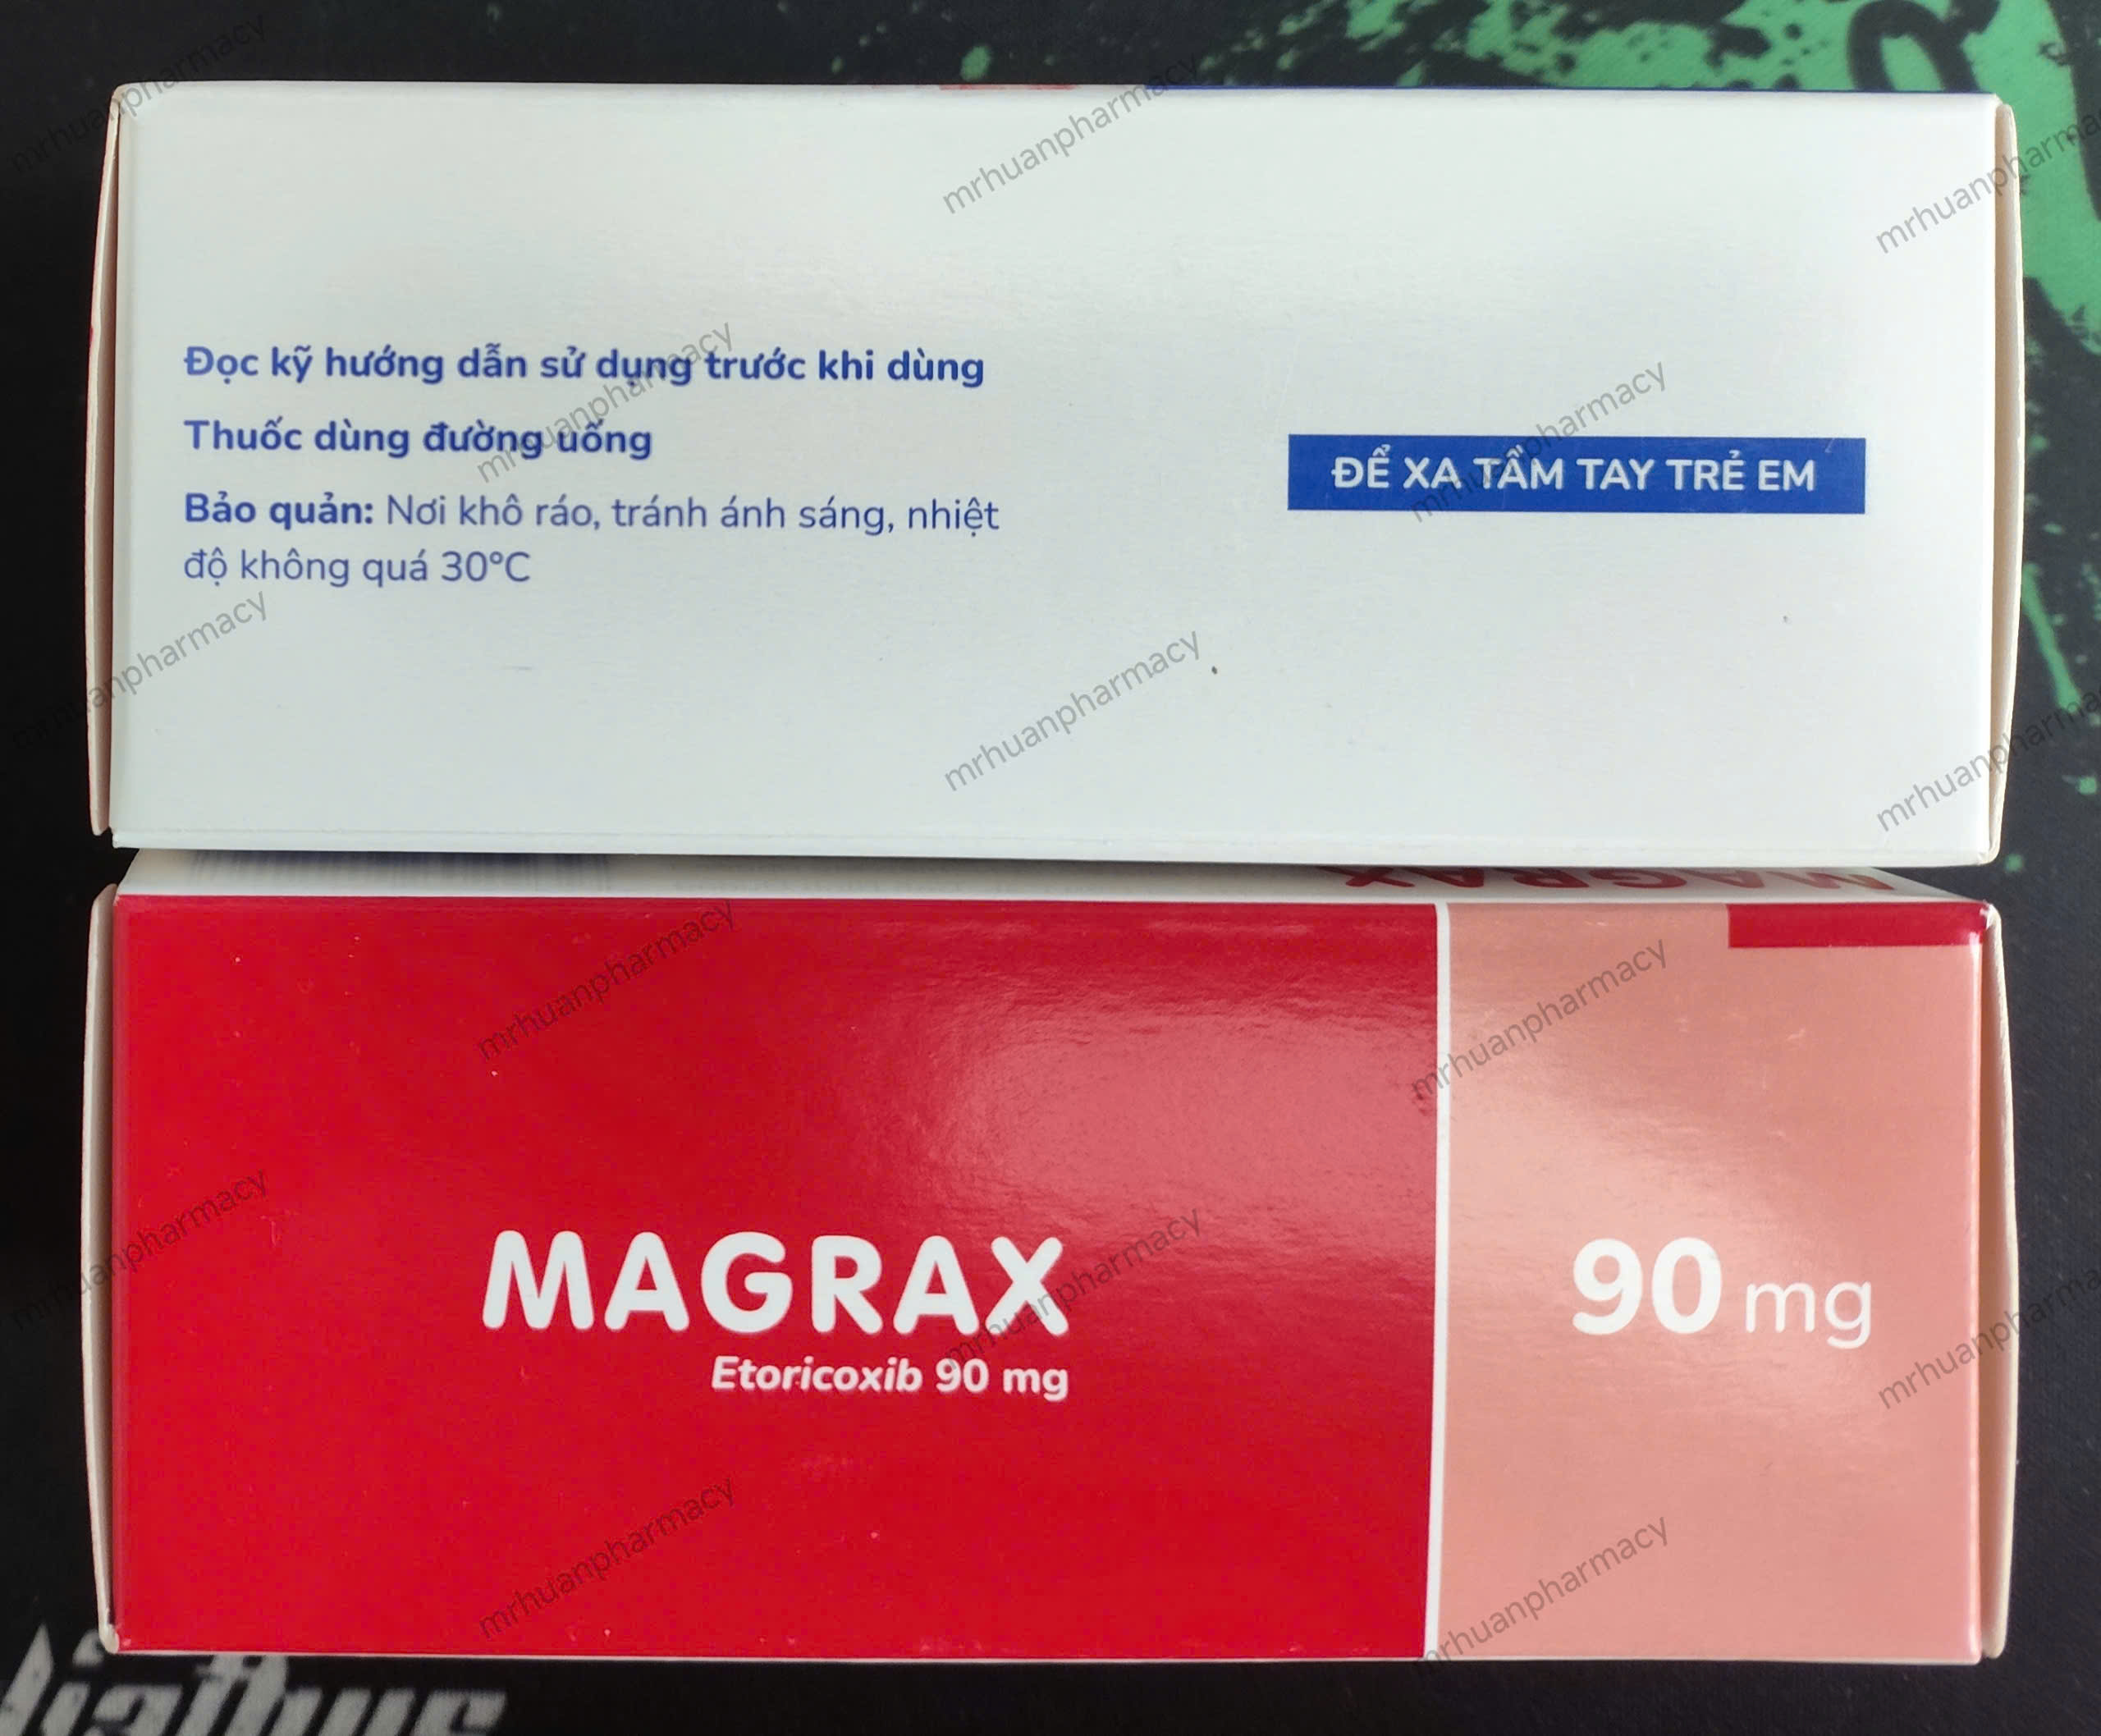 Đọc kỹ hướng dẫn sử dụng trước khi dùng
Thuốc dùng đường uống
Bảo quản: Nơi khô ráo, tránh ánh sáng, nhiệt
độ không quá 30°C
ĐỂ XA TẦM TAY TRẺ EM
MAGRAX
MAGRAX
Etoricoxib 90 mg
90 mg
mrhuanpharmacy